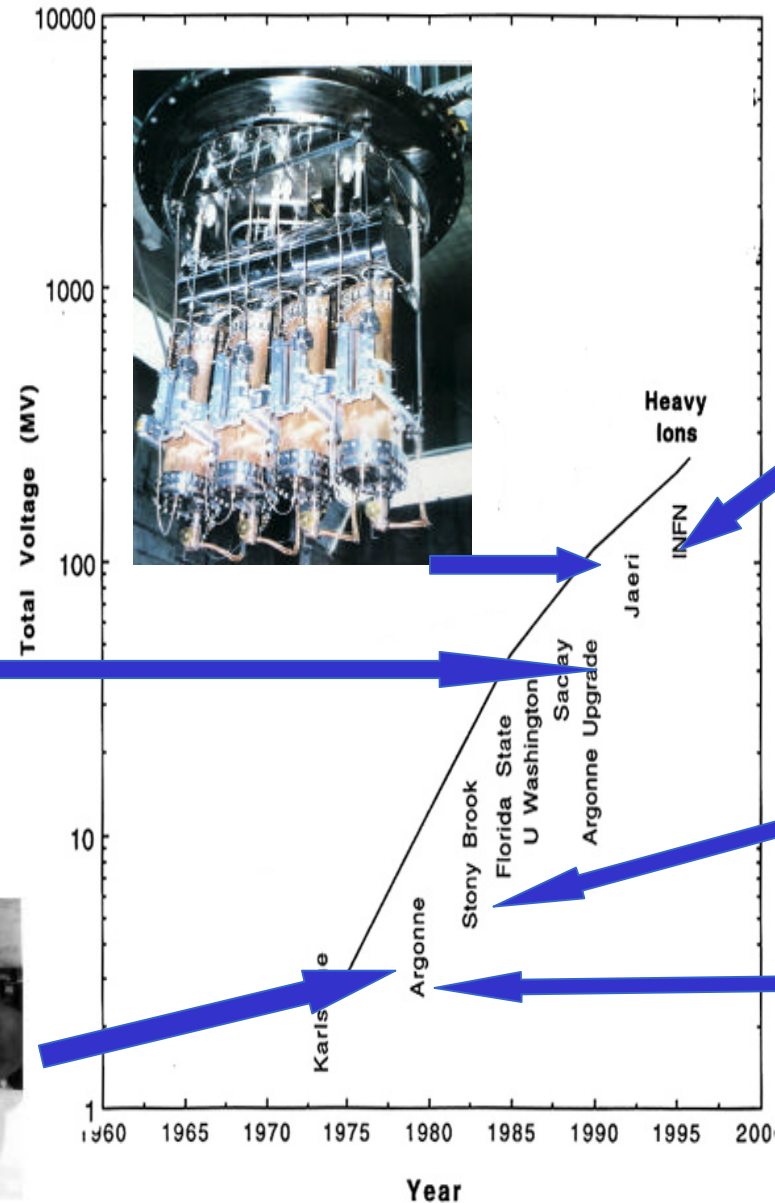 10000
1000
100
10
1
Total Voltage (MV)
Heavy
Ions
INFN
Jaeri
Saclay
Argonne Upgrade
U Washington
Florida State
Stony Brook
Argonne
1960 1965 1970 1975 1980 1985 1990 1995
Year